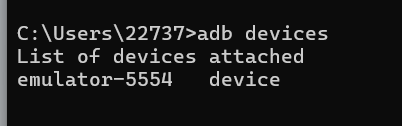 C:\Users\22737>adb devices
List of devices attached
emulator-5554   device